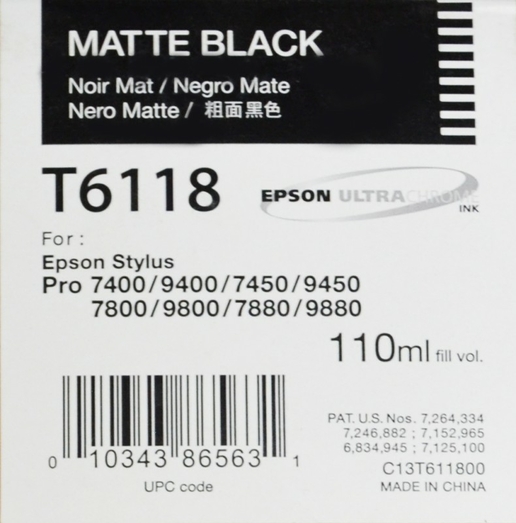 MATTE BLACK
Noir Mat / Negro Mate
Nero Matte / 粗面黑色
T6118
EPSON ULTRACHROME
INK
For :
Epson Stylus
Pro 7400/9400/7450/9450
7800/9800/7880/9880
110ml fill vol.
PAT. U.S. Nos. 7,264,334
7,246,882 ; 7,152,965
6,834,945 ; 7,125,100
C13T611800
MADE IN CHINA
0 10343 86563 1
UPC code